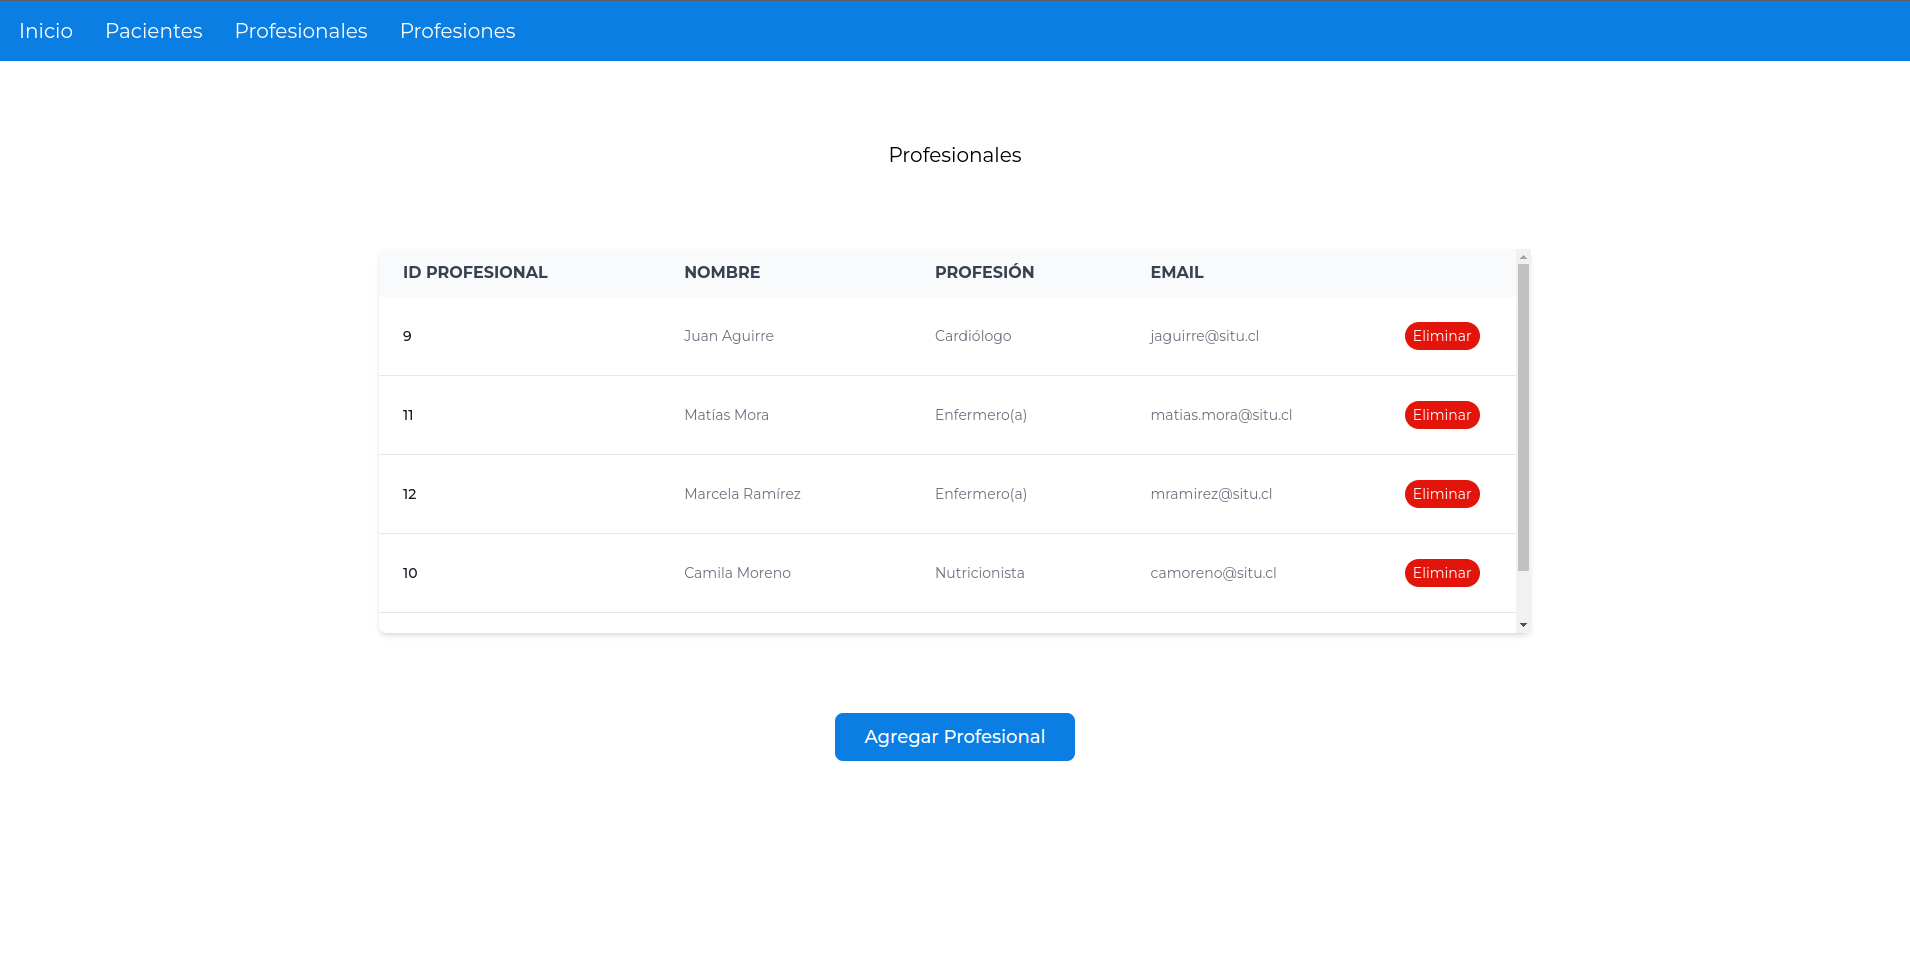 Inicio Pacientes Profesionales Profesiones
Profesionales
ID PROFESIONAL NOMBRE PROFESIÓN EMAIL
9 Juan Aguirre Cardiólogo jaguirre@situ.cl Eliminar
11 Matías Mora Enfermero(a) matias.mora@situ.cl Eliminar
12 Marcela Ramírez Enfermero(a) mramirez@situ.cl Eliminar
10 Camila Moreno Nutricionista camoreno@situ.cl Eliminar
Agregar Profesional